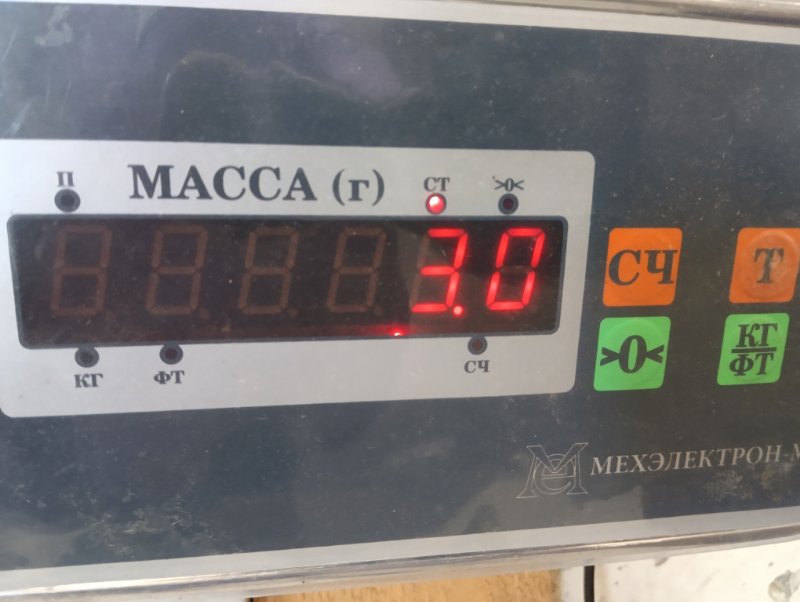 П МАССА (г) СТ >0<
3.0
КГ ФТ СЧ
СЧ Т
>0< КГ/ФТ
МЕХЭЛЕКТРОН-М